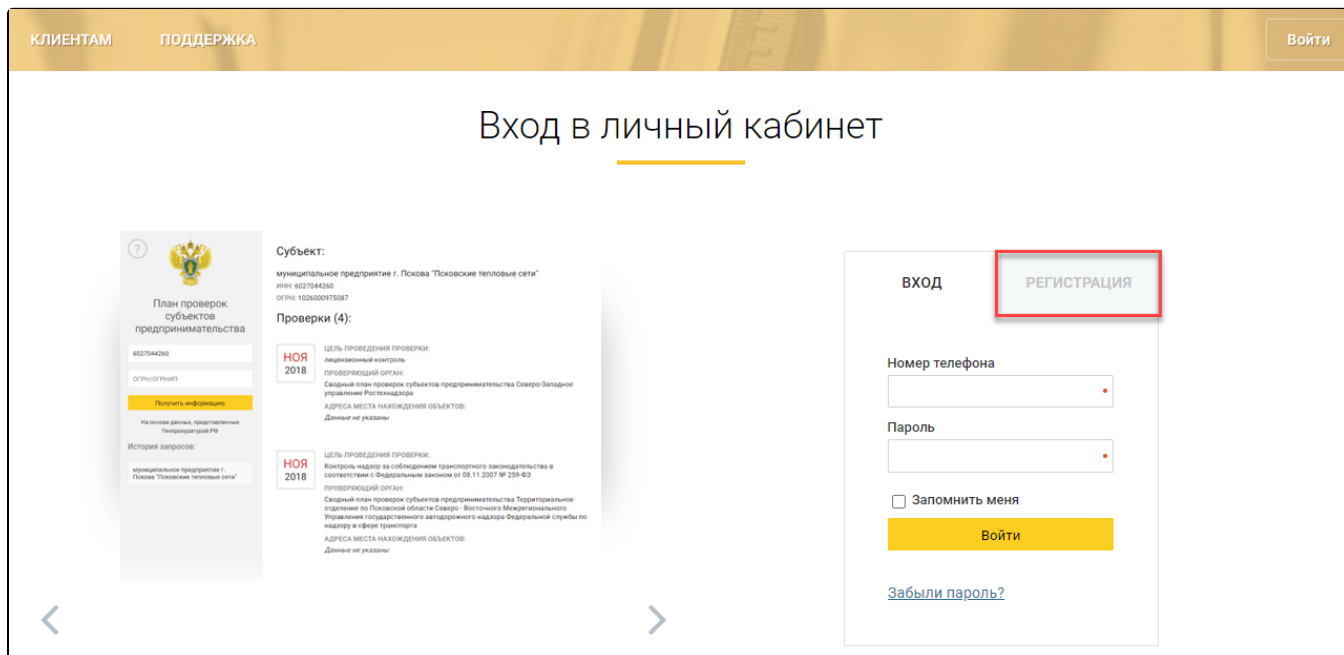 КЛИЕНТАМ ПОДДЕРЖКА Войти
Вход в личный кабинет
?
План проверок
субъектов
предпринимательства
6027044260
ОГРН/ОГРНИП
Получить информацию
На основе данных, представленных
Генпрокуратурой РФ
История запросов:
муниципальное предприятие г.
Пскова "Псковские тепловые сети"
Субъект:
муниципальное предприятие г. Пскова "Псковские тепловые сети"
ИНН: 6027044260
ОГРН: 1026000975087
Проверки (4):
НОЯ
2018
ЦЕЛЬ ПРОВЕДЕНИЯ ПРОВЕРКИ:
лицензионный контроль
ПРОВЕРЯЮЩИЙ ОРГАН:
Сводный план проверок субъектов предпринимательства Северо-Западное
управление Ростехнадзора
АДРЕСА МЕСТА НАХОЖДЕНИЯ ОБЪЕКТОВ:
Данные не указаны
НОЯ
2018
ЦЕЛЬ ПРОВЕДЕНИЯ ПРОВЕРКИ:
Контроль надзор за соблюдением транспортного законодательства в
соответствии с Федеральным законом от 08.11.2007 № 259-ФЗ
ПРОВЕРЯЮЩИЙ ОРГАН:
Сводный план проверок субъектов предпринимательства Территориальное
отделение по Псковской области Северо - Восточного Межрегионального
Управления государственного автодорожного надзора Федеральной службы по
надзору в сфере транспорта
АДРЕСА МЕСТА НАХОЖДЕНИЯ ОБЪЕКТОВ:
Данные не указаны
ВХОД РЕГИСТРАЦИЯ
Номер телефона
Пароль
Запомнить меня
Войти
Забыли пароль?